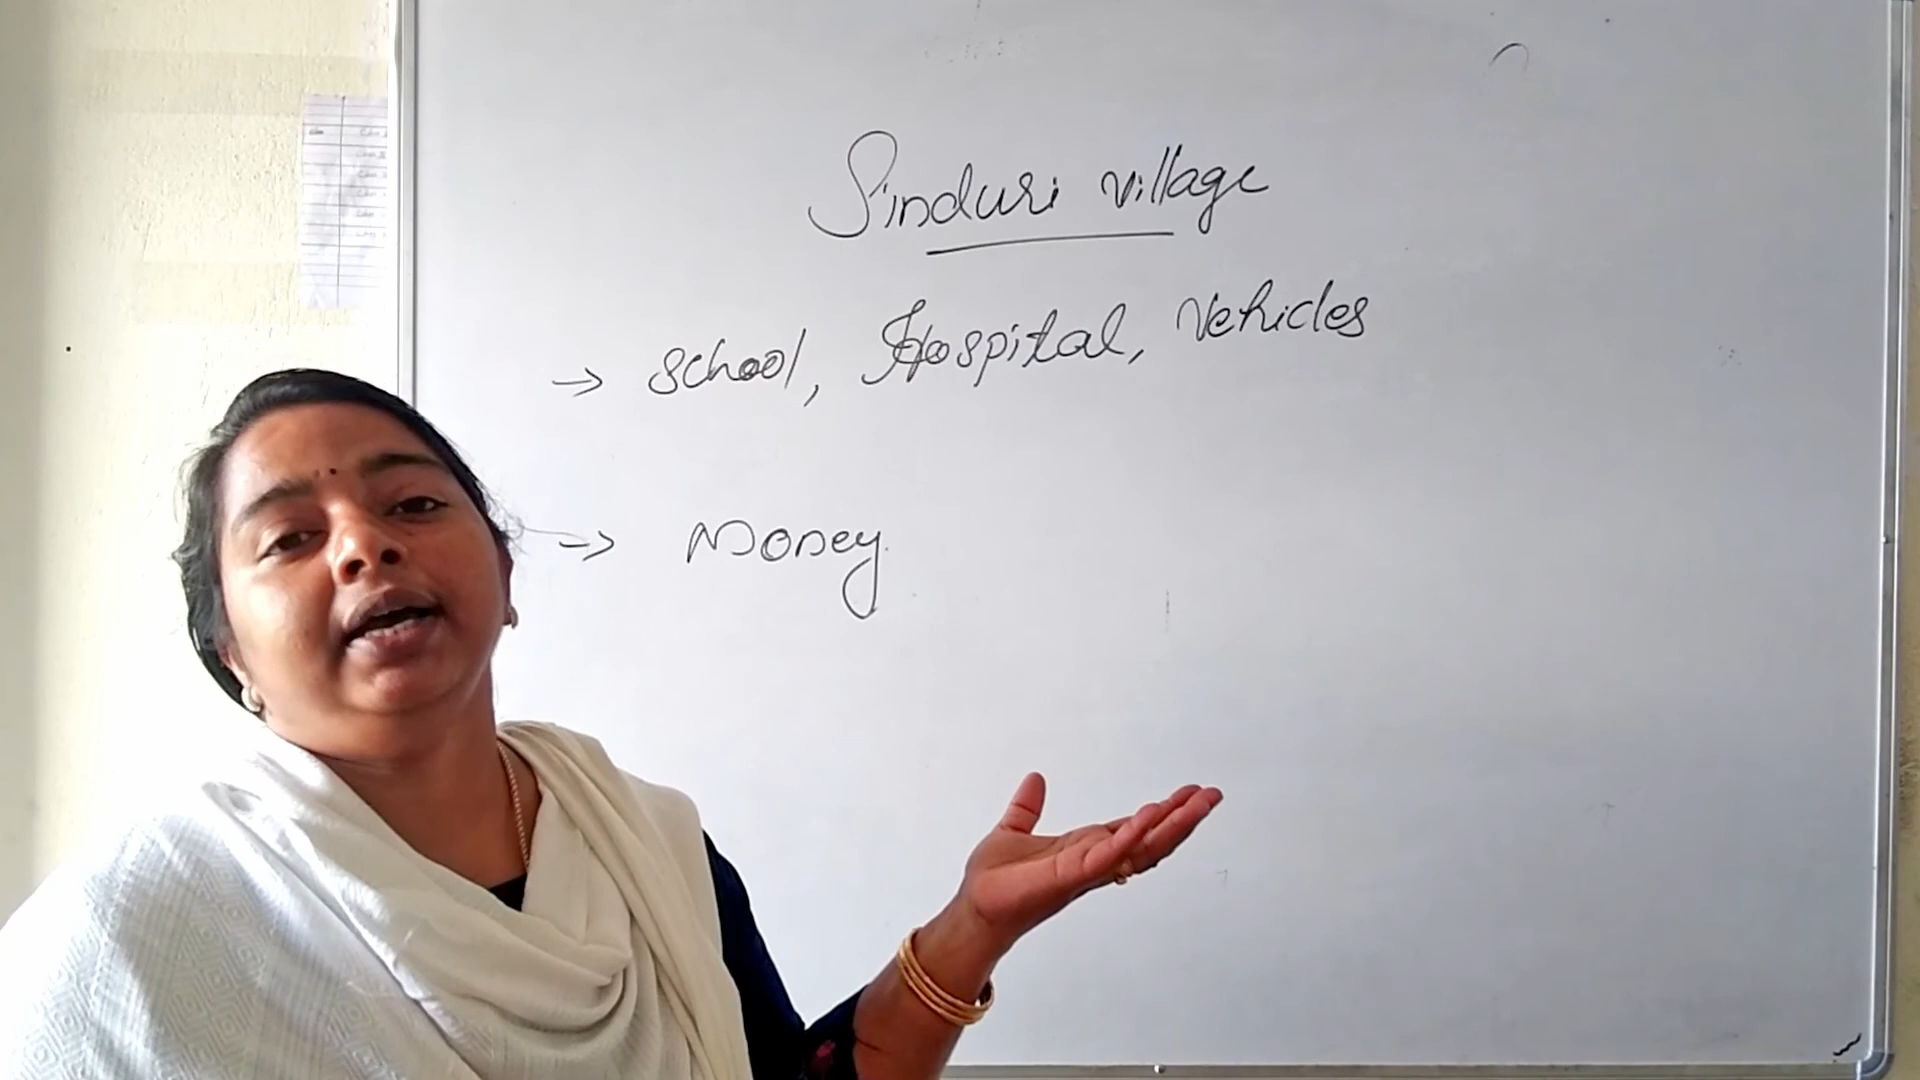 Sinduri village
→ School, Hospital, Vehicles
→ Money